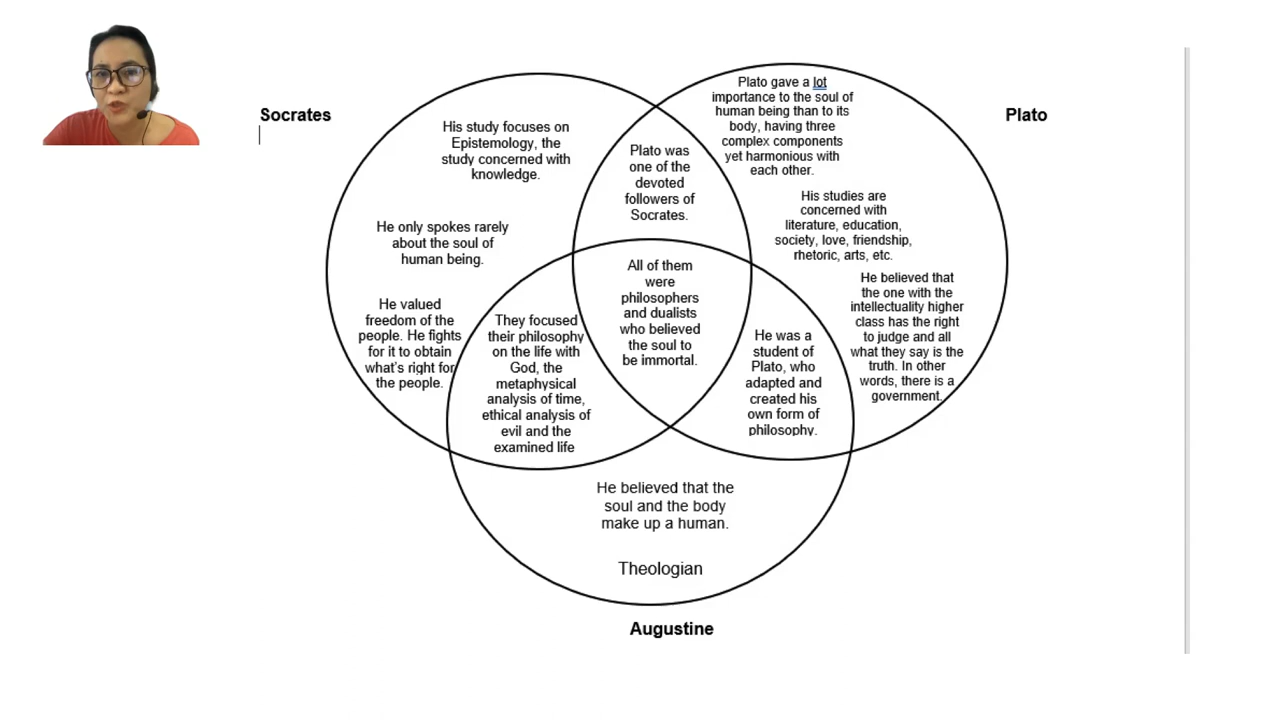 Socrates
Plato
His study focuses on
Epistemology, the
study concerned with
knowledge.
He only spokes rarely
about the soul of
human being.
He valued
freedom of the
people. He fights
for it to obtain
what's right for
the people.
Plato was
one of the
devoted
followers of
Socrates.
Plato gave a lot
importance to the soul of
human being than to its
body, having three
complex components
yet harmonious with
each other.
His studies are
concerned with
literature, education,
society, love, friendship,
rhetoric, arts, etc.
He believed that
the one with the
intellectuality higher
class has the right
to judge and all
what they say is the
truth. In other
words, there is a
government.
They focused
their philosophy
on the life with
God, the
metaphysical
analysis of time,
ethical analysis of
evil and the
examined life
All of them
were
philosophers
and dualists
who believed
the soul to
be immortal.
He was a
student of
Plato, who
adapted and
created his
own form of
philosophy.
He believed that the
soul and the body
make up a human.
Theologian
Augustine